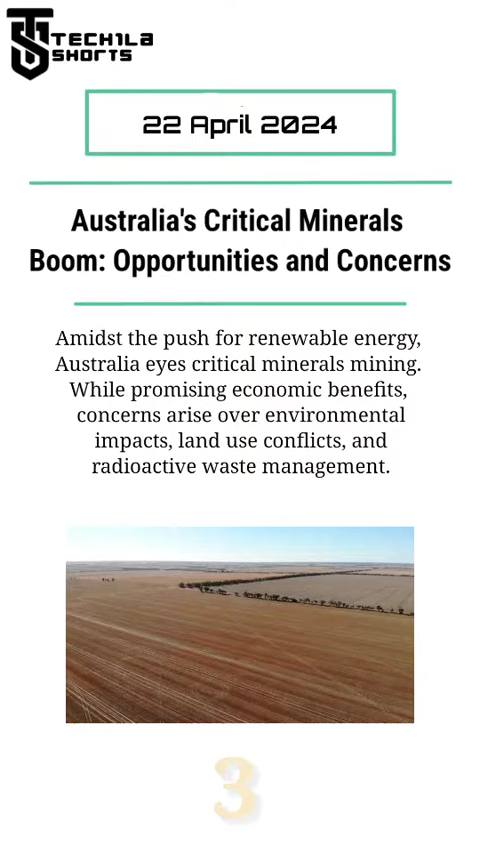 TECH1LA
SHORTS
22 April 2024
Australia's Critical Minerals
Boom: Opportunities and Concerns
Amidst the push for renewable energy,
Australia eyes critical minerals mining.
While promising economic benefits,
concerns arise over environmental
impacts, land use conflicts, and
radioactive waste management.
3